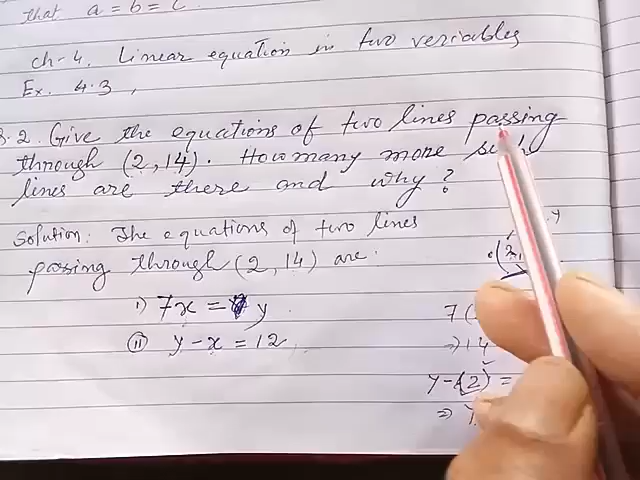 that a = b = c.
ch-4. Linear equation in two veriables
Ex. 4.3,
.2. Give the equations of two lines passing
through (2,14). How many more such
lines are there and why?
Solution: The equations of two lines
passing through (2,14) are.
i) 7x = y
ii) y-x = 12
7(
⇒ 14
y-(2) =
⇒ y